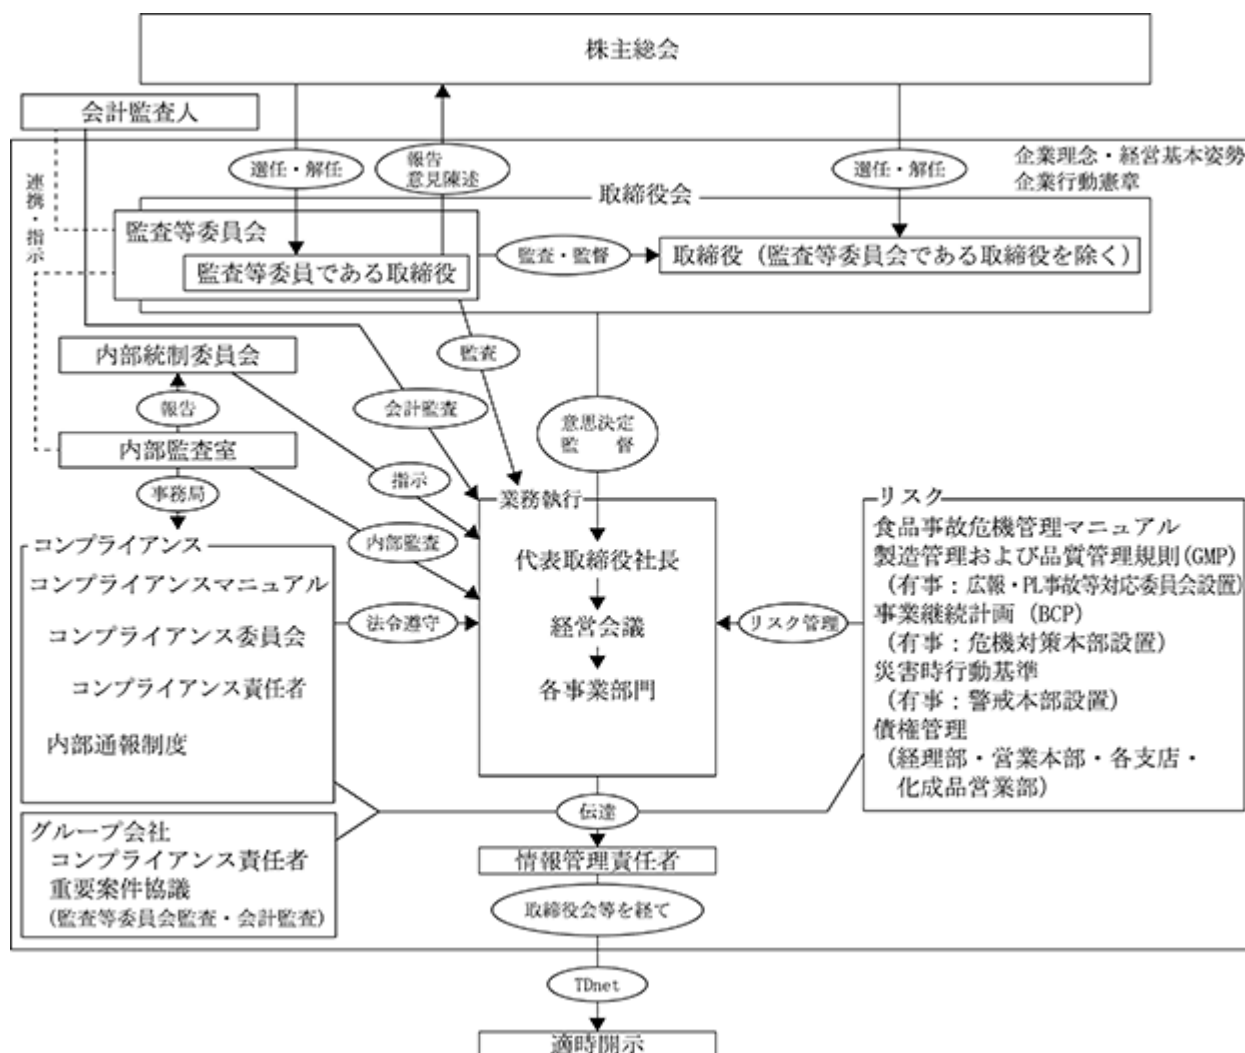 株主総会
会計監査人
選任・解任
報告
意見陳述
選任・解任
企業理念・経営基本姿勢
企業行動憲章
連携・指示
取締役会
監査等委員会
監査等委員である取締役
監査・監督
取締役（監査等委員会である取締役を除く）
監査
内部統制委員会
報告
会計監査
意思決定
監　　督
内部監査室
指示
事務局
業務執行
リスク
コンプライアンス
内部監査
代表取締役社長
食品事故危機管理マニュアル
製造管理および品質管理規則(GMP)
（有事：広報・PL事故等対応委員会設置）
コンプライアンスマニュアル
コンプライアンス委員会
法令遵守
経営会議
リスク管理
事業継続計画（BCP）
（有事：危機対策本部設置）
コンプライアンス責任者
各事業部門
災害時行動基準
（有事：警戒本部設置）
内部通報制度
債権管理
（経理部・営業本部・各支店・
化成品営業部）
伝達
グループ会社
コンプライアンス責任者
重要案件協議
（監査等委員会監査・会計監査）
情報管理責任者
取締役会等を経て
TDnet
適時開示